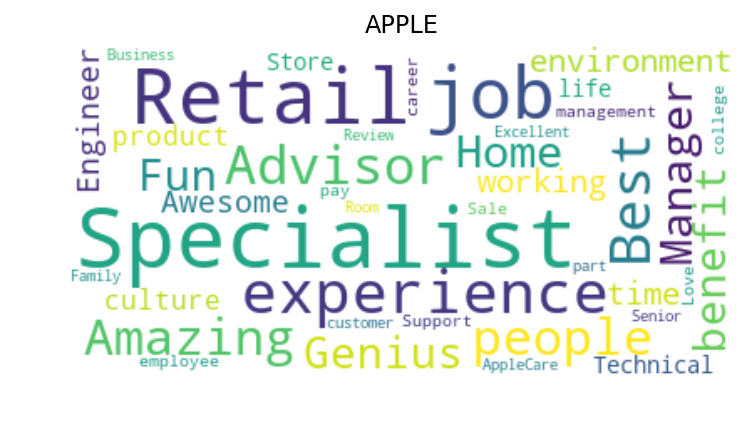 APPLE
Business
Engineer
Store
environment
Retail
career
job
life
management
college
product
Review
Excellent
Manager
Advisor
Home
Best
Fun
working
benefit
Awesome
pay
Room
Sale
Specialist
Family
part
Love
experience
time
culture
Senior
customer
Support
Amazing
Genius
people
employee
AppleCare
Technical